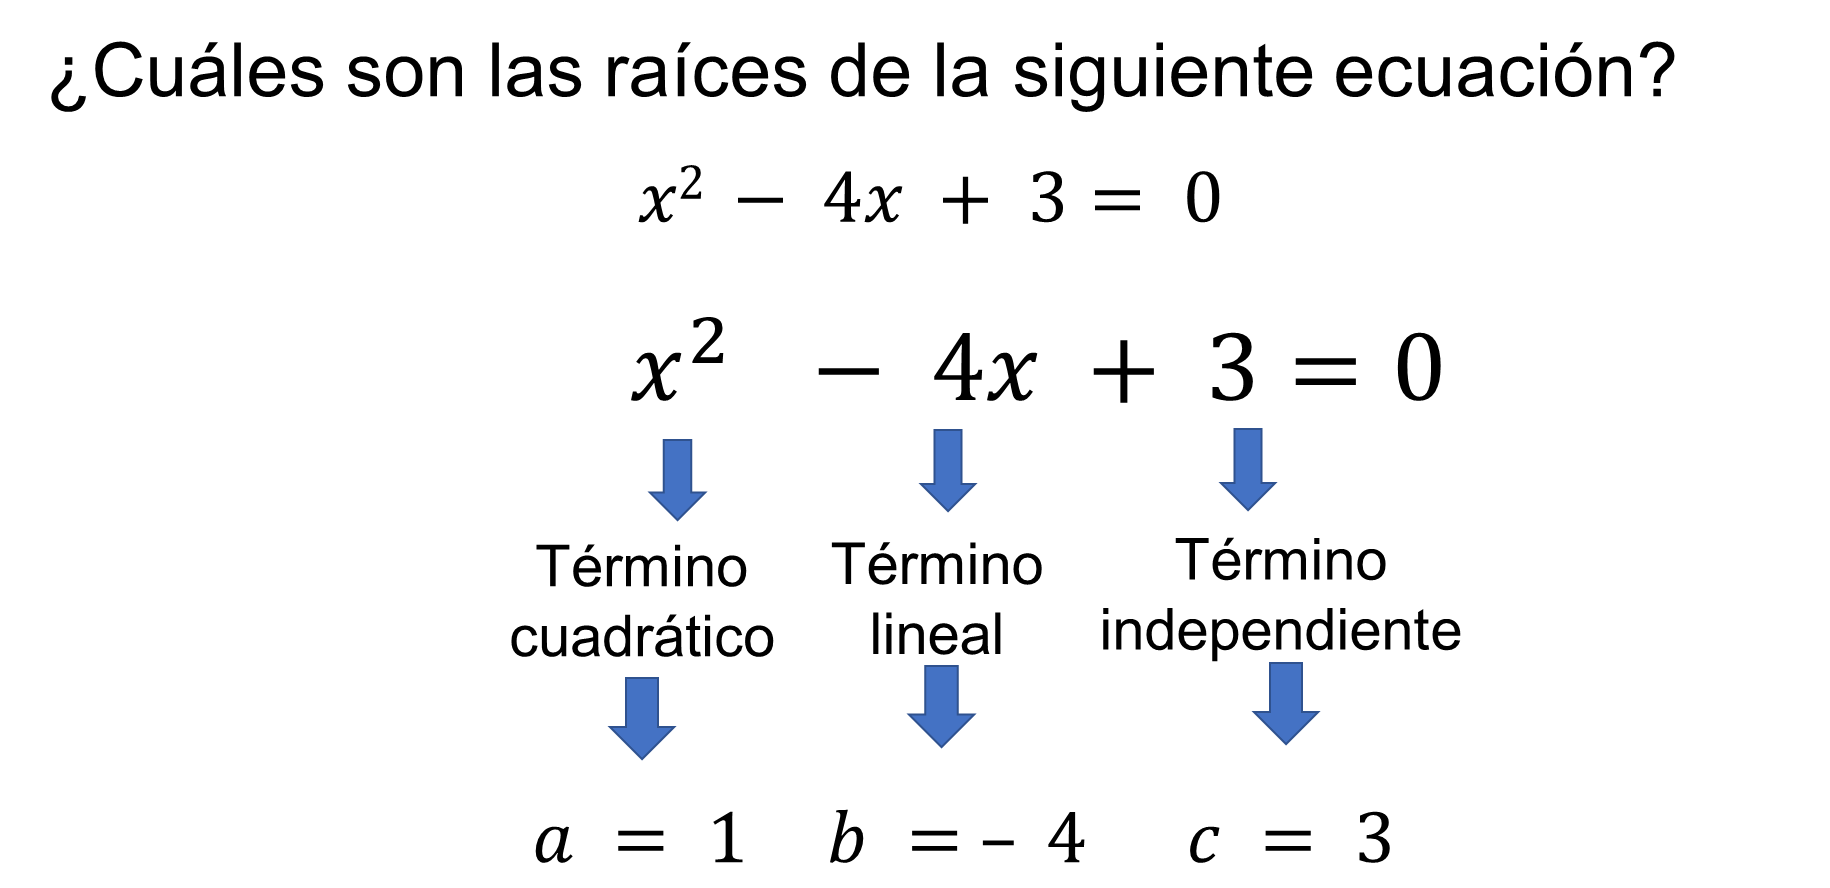 ¿Cuáles son las raíces de la siguiente ecuación?
x² − 4x + 3 = 0
x² − 4x + 3 = 0
Término cuadrático
Término lineal
Término independiente
a = 1 b = − 4 c = 3